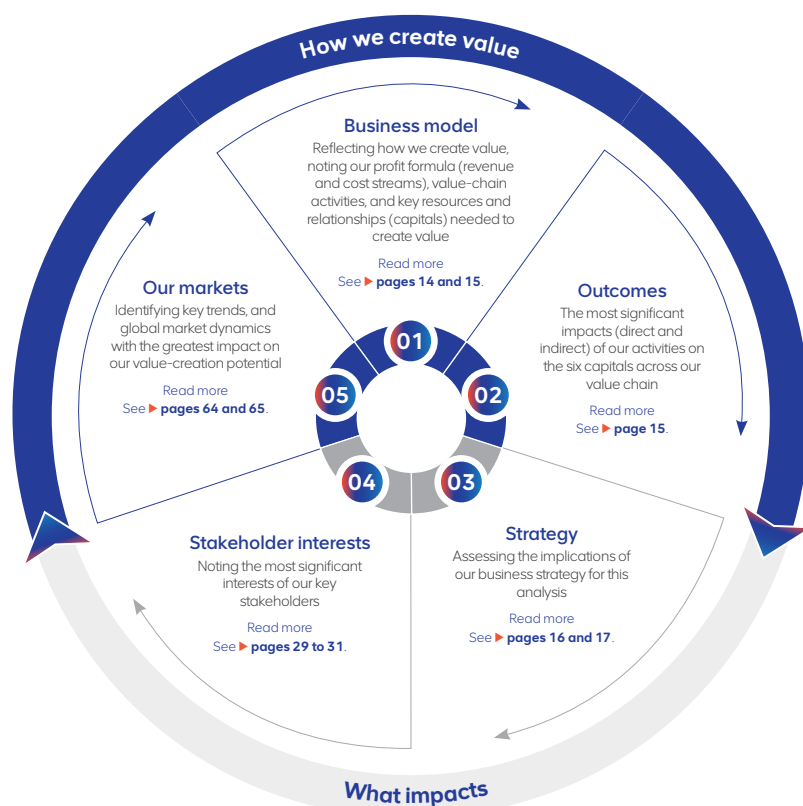 How we create value
Business model
Reflecting how we create value,
noting our profit formula (revenue
and cost streams), value-chain
activities, and key resources and
relationships (capitals) needed to
create value
Read more
See ▶ pages 14 and 15.
01
Outcomes
The most significant
impacts (direct and
indirect) of our activities on
the six capitals across our
value chain
Read more
See ▶ page 15.
02
Strategy
Assessing the implications of
our business strategy for this
analysis
Read more
See ▶ pages 16 and 17.
03
Stakeholder interests
Noting the most significant
interests of our key
stakeholders
Read more
See ▶ pages 29 to 31.
04
Our markets
Identifying key trends, and
global market dynamics
with the greatest impact on
our value-creation potential
Read more
See ▶ pages 64 and 65.
05
What impacts